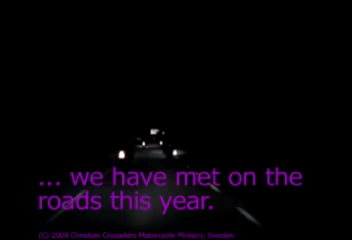 ... we have met on the
roads this year.
(C) 2009 Christian Crusaders Motorcycle Ministry, Sweden